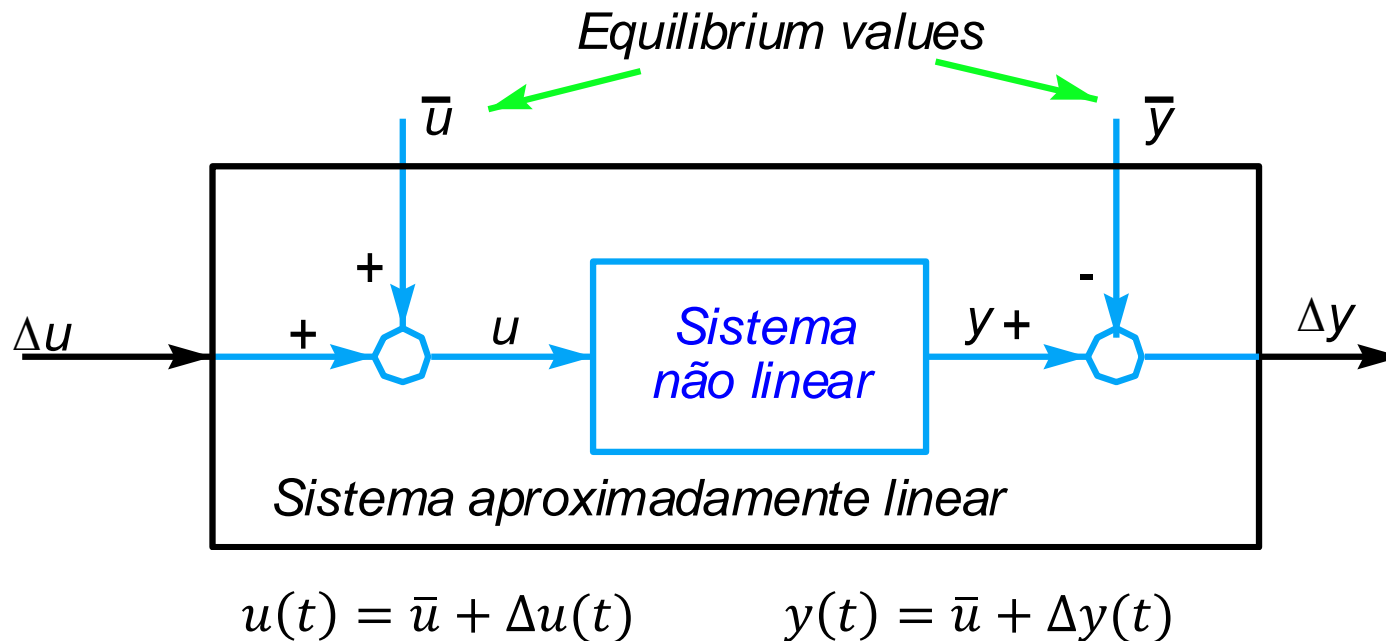 Equilibrium values
u̅ y̅
+ -
Δu + u Sistema não linear y + Δy
Sistema aproximadamente linear
u(t) = u̅ + Δu(t) y(t) = u̅ + Δy(t)